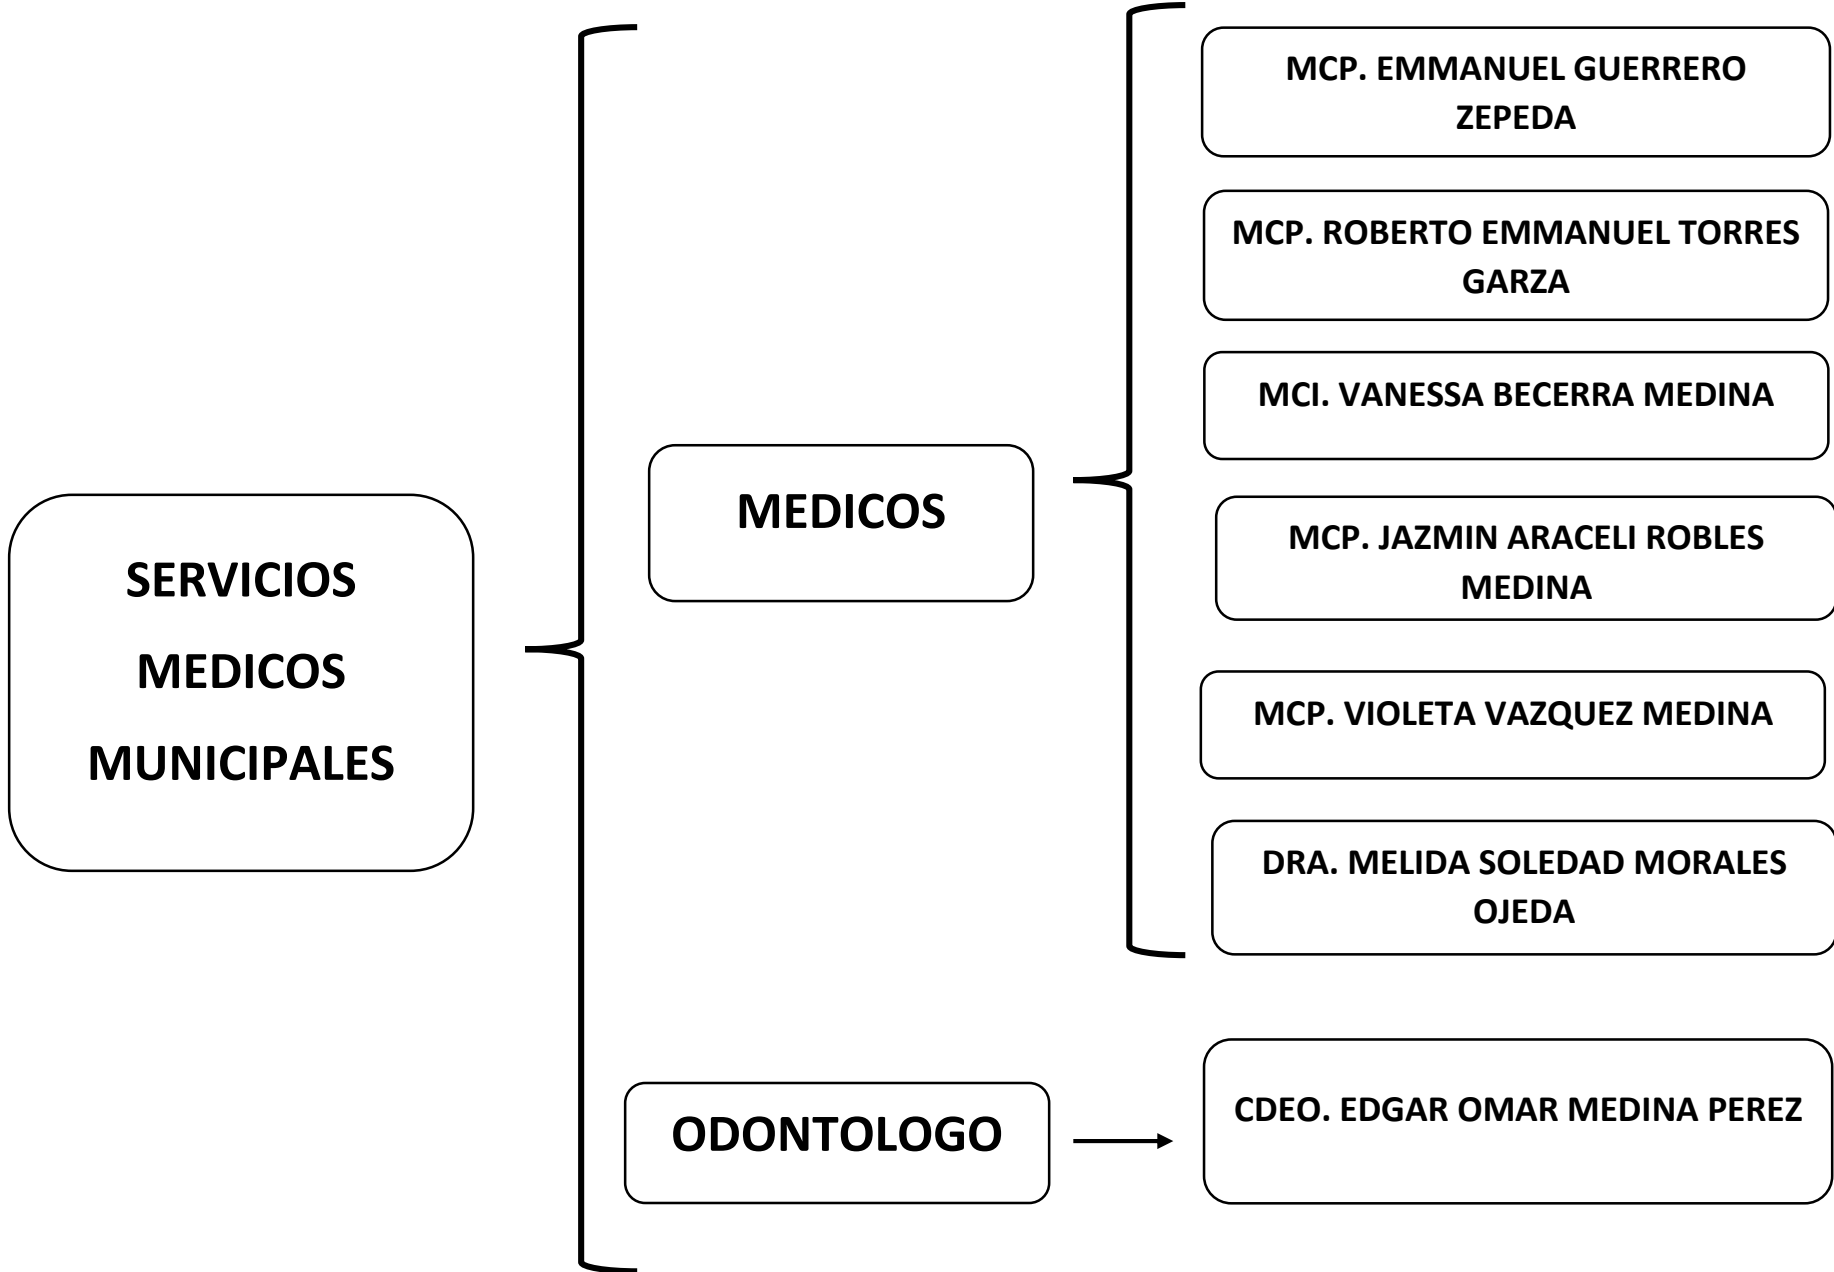 SERVICIOS
MEDICOS
MUNICIPALES
MEDICOS
MCP. EMMANUEL GUERRERO
ZEPEDA
MCP. ROBERTO EMMANUEL TORRES
GARZA
MCI. VANESSA BECERRA MEDINA
MCP. JAZMIN ARACELI ROBLES
MEDINA
MCP. VIOLETA VAZQUEZ MEDINA
DRA. MELIDA SOLEDAD MORALES
OJEDA
ODONTOLOGO
CDEO. EDGAR OMAR MEDINA PEREZ